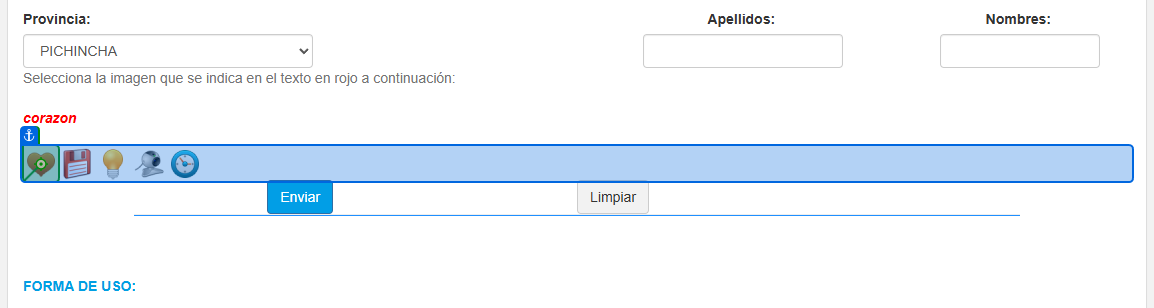 Provincia: Apellidos: Nombres:
PICHINCHA
Selecciona la imagen que se indica en el texto en rojo a continuación:
corazon
Enviar Limpiar
FORMA DE USO: